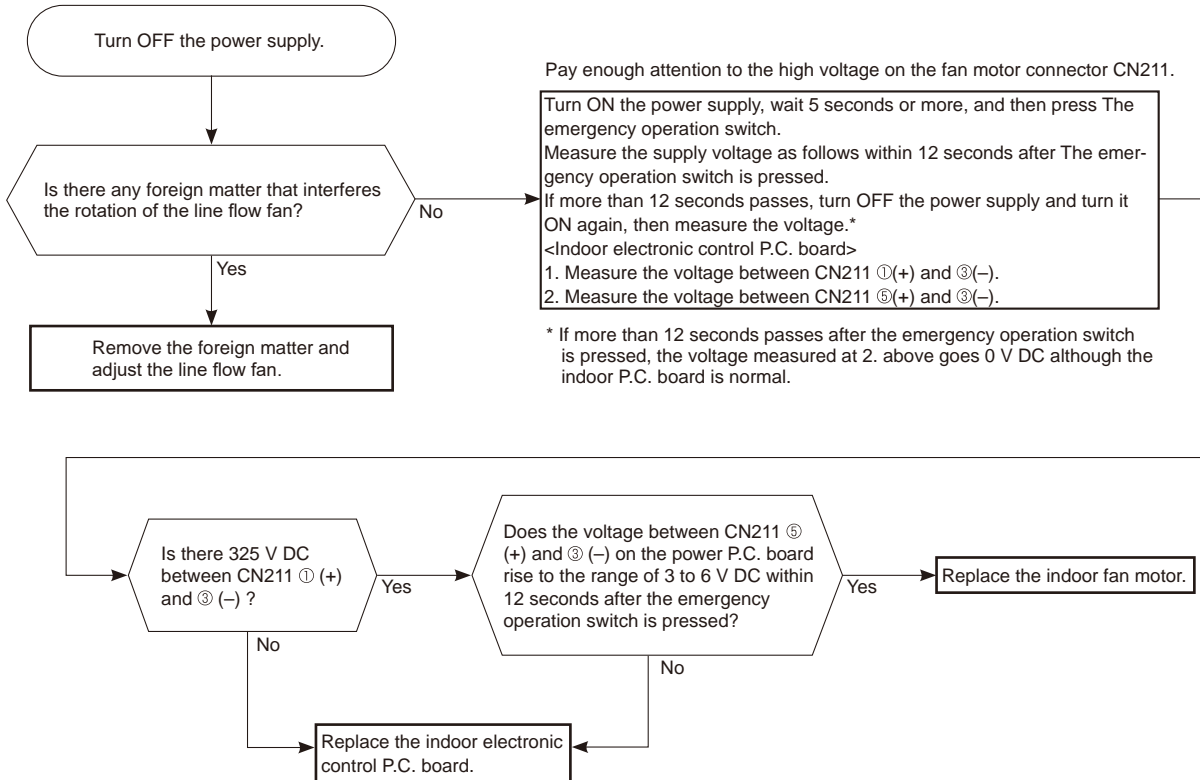 Turn OFF the power supply.
Is there any foreign matter that interferes
the rotation of the line flow fan?
No
Yes
Remove the foreign matter and
adjust the line flow fan.
Pay enough attention to the high voltage on the fan motor connector CN211.
Turn ON the power supply, wait 5 seconds or more, and then press The
emergency operation switch.
Measure the supply voltage as follows within 12 seconds after The emer-
gency operation switch is pressed.
If more than 12 seconds passes, turn OFF the power supply and turn it
ON again, then measure the voltage.*
<Indoor electronic control P.C. board>
1. Measure the voltage between CN211 ①(+) and ③(–).
2. Measure the voltage between CN211 ⑤(+) and ③(–).
* If more than 12 seconds passes after the emergency operation switch
is pressed, the voltage measured at 2. above goes 0 V DC although the
indoor P.C. board is normal.
Is there 325 V DC
between CN211 ① (+)
and ③ (–) ?
Yes
No
Does the voltage between CN211 ⑤
(+) and ③ (–) on the power P.C. board
rise to the range of 3 to 6 V DC within
12 seconds after the emergency
operation switch is pressed?
Yes
No
Replace the indoor fan motor.
Replace the indoor electronic
control P.C. board.